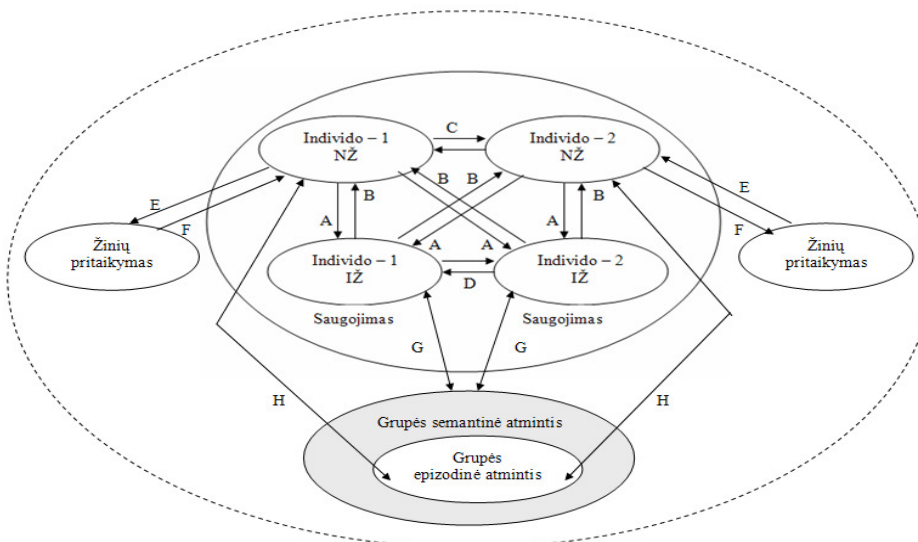 C
Individo – 1
NŽ
Individo – 2
NŽ
B
B
E
F
A
B
A
B
E
F
A
A
Žinių
pritaikymas
Individo – 1
IŽ
D
Individo – 2
IŽ
Žinių
pritaikymas
Saugojimas
Saugojimas
G
G
H
H
Grupės semantinė atmintis
Grupės
epizodinė atmintis